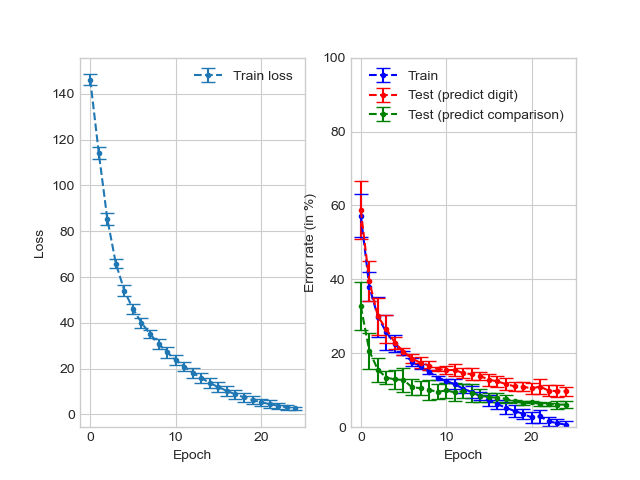 Loss
140
120
100
80
60
40
20
0
0 10 20
Epoch
Train loss
Error rate (in %)
100
80
60
40
20
0
0 10 20
Epoch
Train
Test (predict digit)
Test (predict comparison)